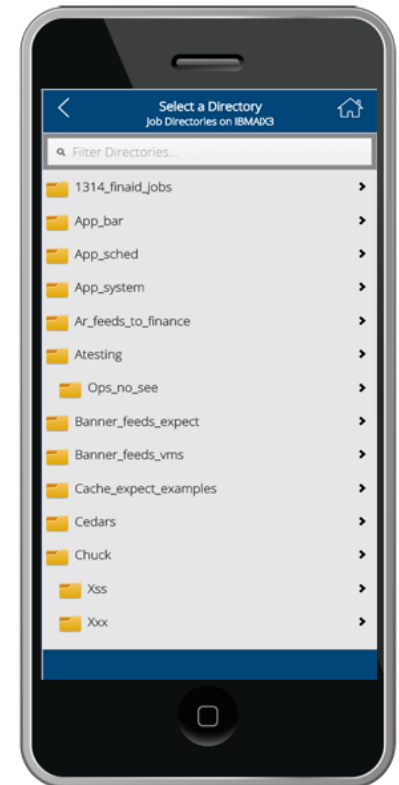 Select a Directory
Job Directories on IBMAIX3
Filter Directories...
1314_finaid_jobs
App_bar
App_sched
App_system
Ar_feeds_to_finance
Atesting
Ops_no_see
Banner_feeds_expect
Banner_feeds_vms
Cache_expect_examples
Cedars
Chuck
Xss
Xxx